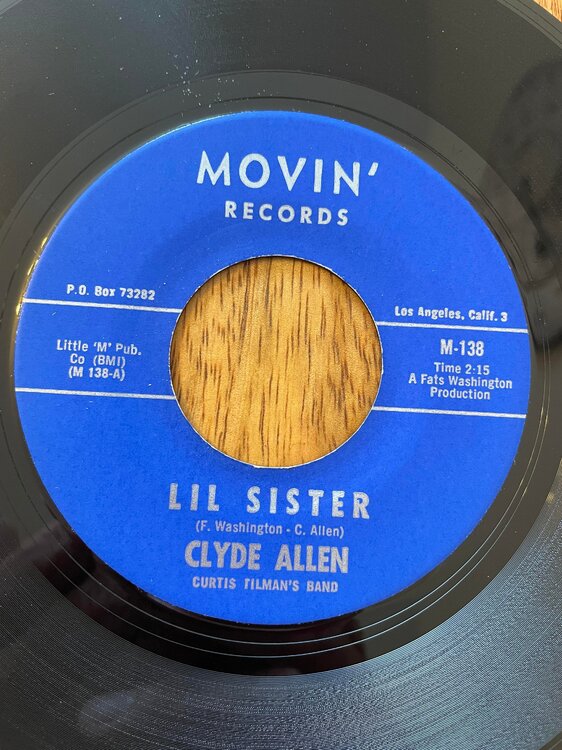 MOVIN'
RECORDS
P.O. Box 73282
Los Angeles, Calif. 3
Little 'M' Pub.
Co (BMI)
(M 138-A)
M-138
Time 2:15
A Fats Washington
Production
LIL SISTER
(F. Washington - C. Allen)
CLYDE ALLEN
CURTIS TILMAN'S BAND